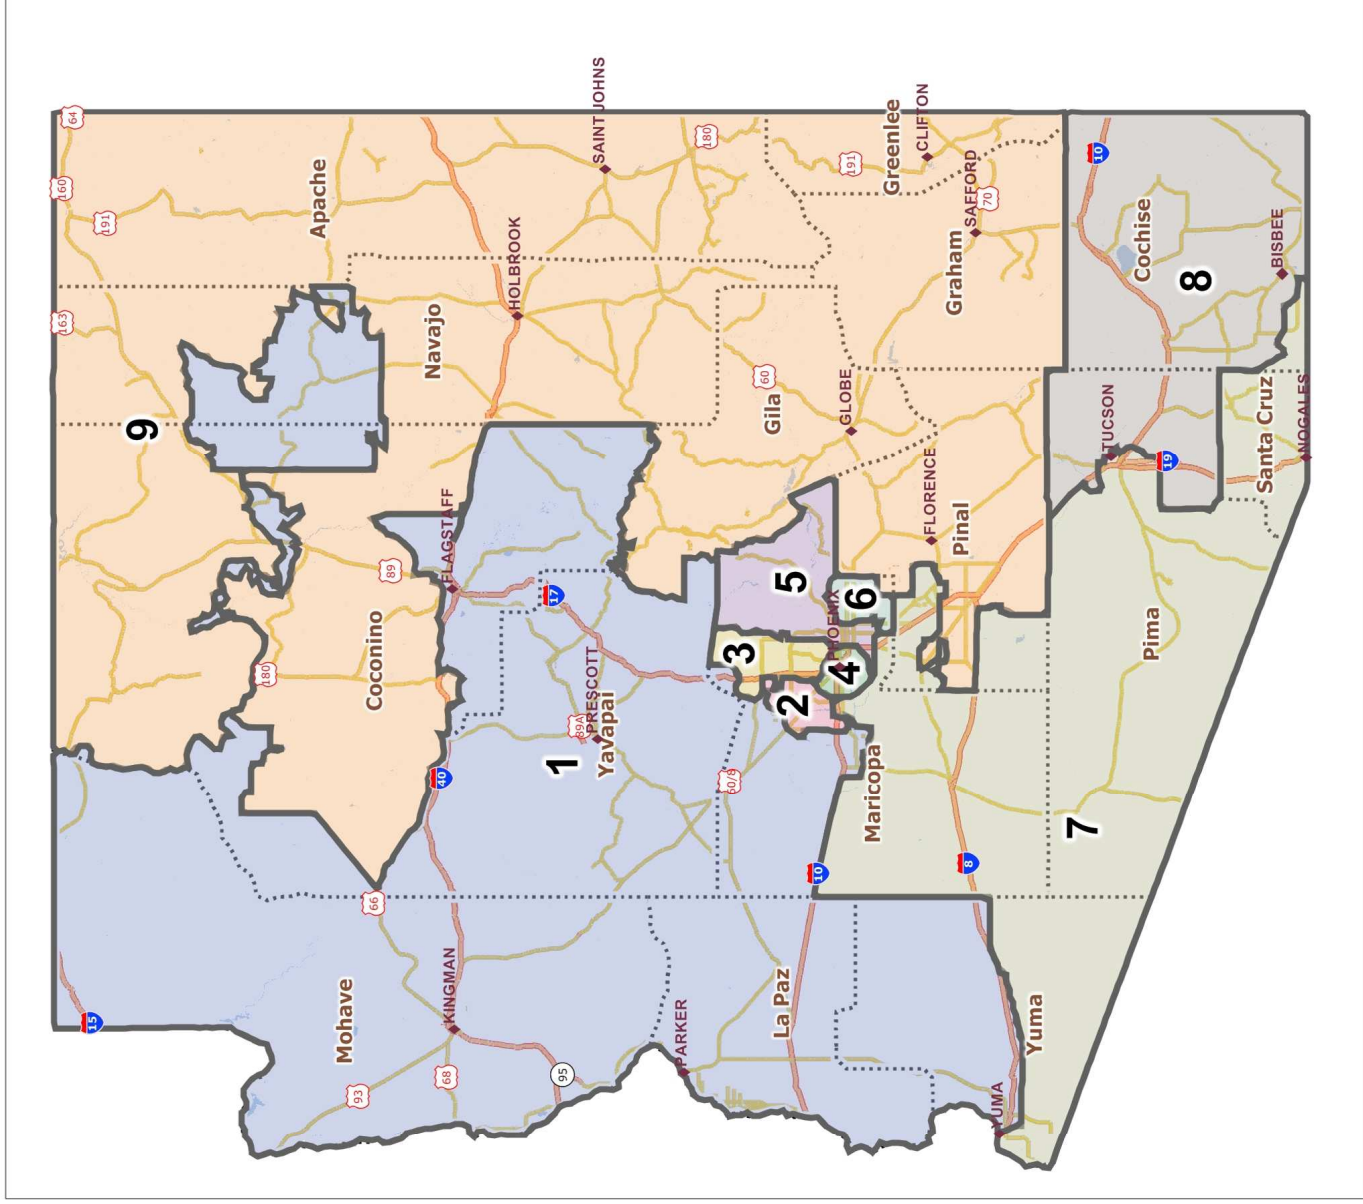 15
163
160
64
191
9
180
89
Apache
93
Mohave
66
Coconino
68
KINGMAN
40
FLAGSTAFF
Navajo
HOLBROOK
95
1
17
89A
PRESCOTT
Yavapai
SAINT JOHNS
PARKER
180
60/8
3
60
Gila
La Paz
2
5
10
PHOENIX
4
6
GLOBE
191
Maricopa
Greenlee
CLIFTON
FLORENCE
Graham
SAFFORD
70
8
Pinal
YUMA
Yuma
7
TUCSON
10
Pima
Cochise
19
8
Santa Cruz
BISBEE
NOGALES